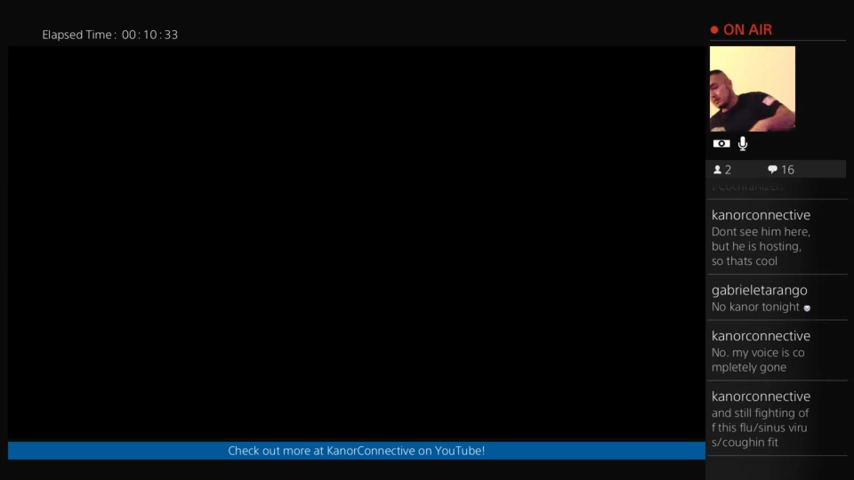 Elapsed Time: 00:10:33
ON AIR
2 16
kanorconnective
Dont see him here,
but he is hosting,
so thats cool
gabrieletarango
No kanor tonight
kanorconnective
No. my voice is co
mpletely gone
kanorconnective
and still fighting of
f this flu/sinus viru
s/coughin fit
Check out more at KanorConnective on YouTube!